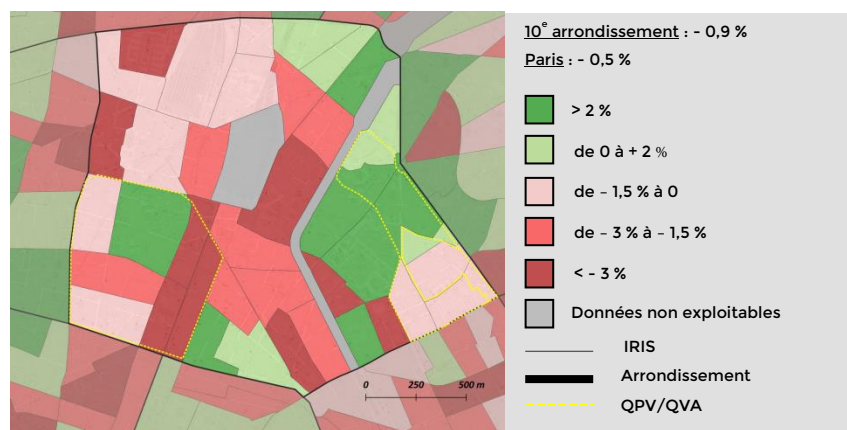 10e arrondissement : - 0,9 %
Paris : - 0,5 %
> 2 %
de 0 à + 2 %
de - 1,5 % à 0
de - 3 % à - 1,5 %
< - 3 %
Données non exploitables
IRIS
Arrondissement
QPV/QVA
0 250 500 m